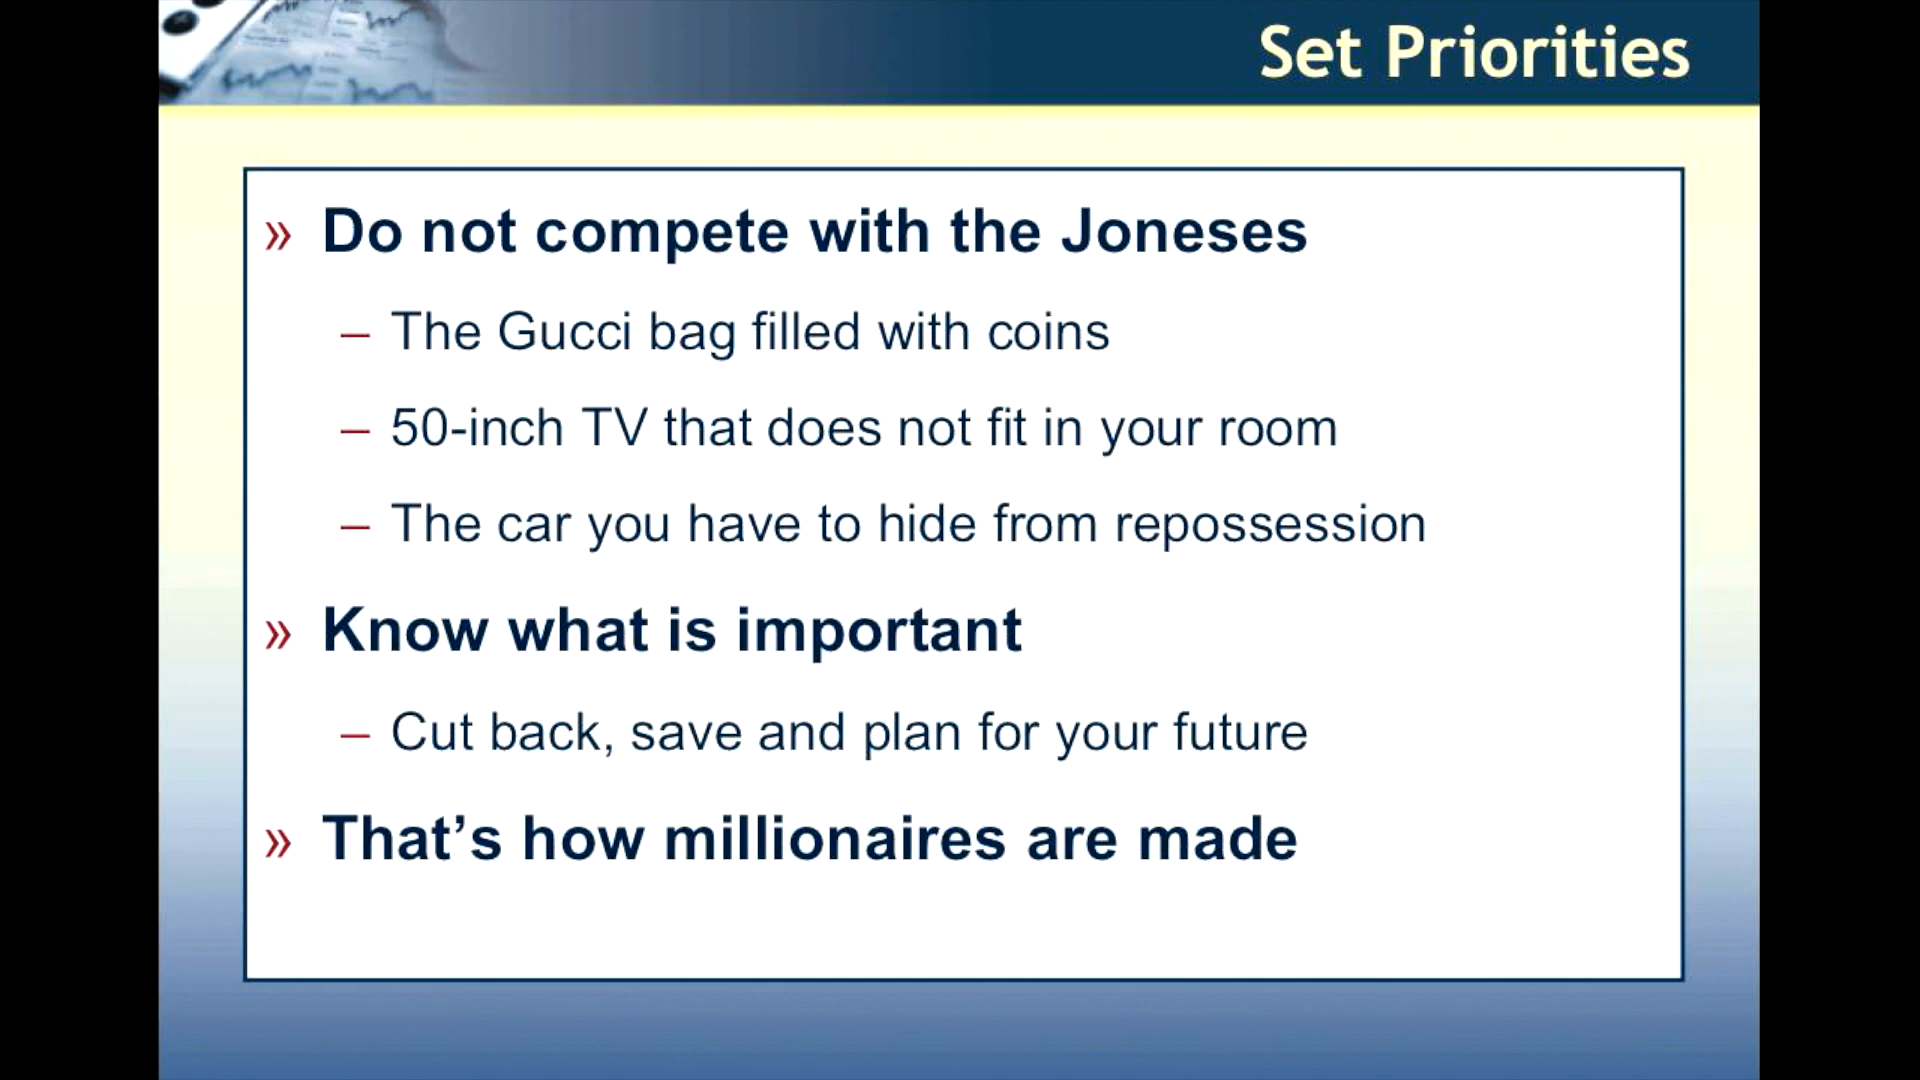 Set Priorities
» Do not compete with the Joneses
– The Gucci bag filled with coins
– 50-inch TV that does not fit in your room
– The car you have to hide from repossession
» Know what is important
– Cut back, save and plan for your future
» That’s how millionaires are made